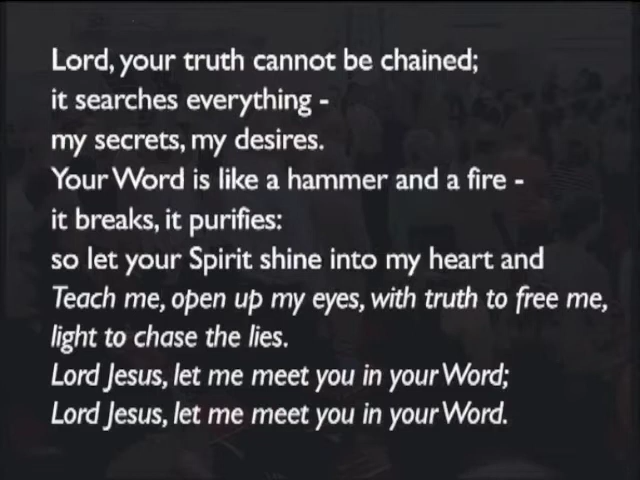 Lord, your truth cannot be chained;
it searches everything -
my secrets, my desires.
Your Word is like a hammer and a fire -
it breaks, it purifies:
so let your Spirit shine into my heart and
Teach me, open up my eyes, with truth to free me,
light to chase the lies.
Lord Jesus, let me meet you in your Word;
Lord Jesus, let me meet you in your Word.